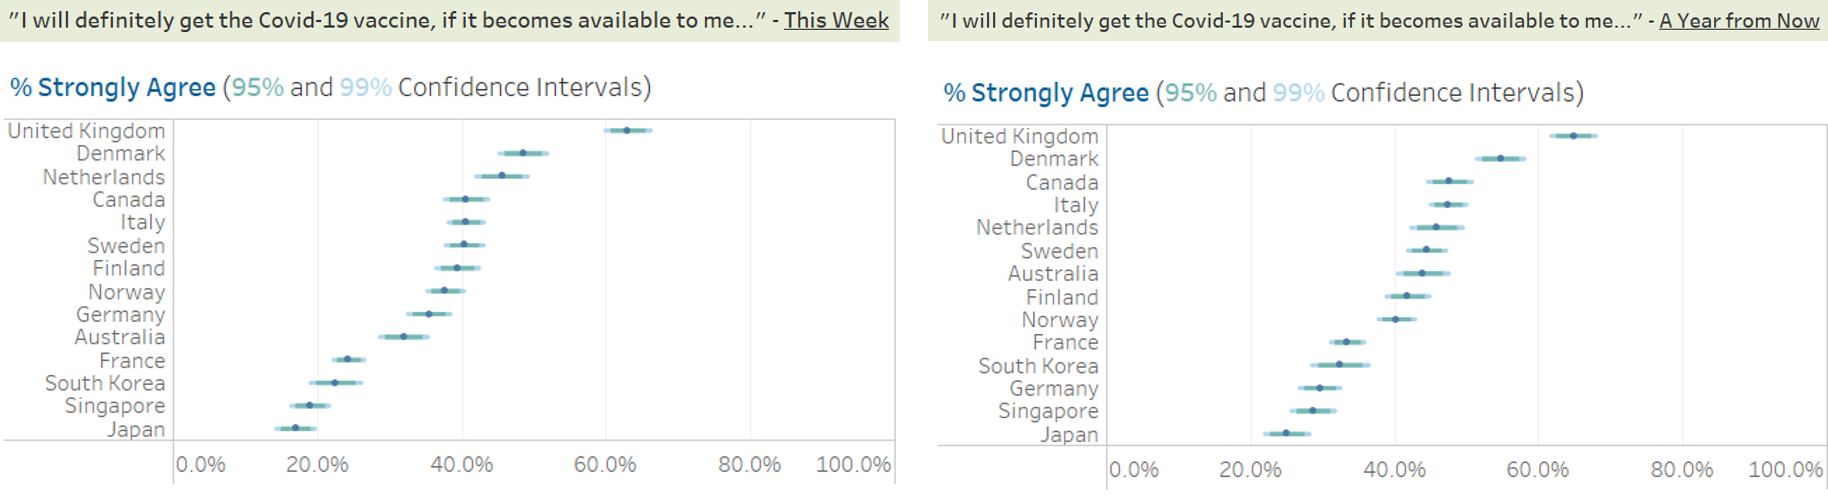 "I will definitely get the Covid-19 vaccine, if it becomes available to me..." - This Week
% Strongly Agree (95% and 99% Confidence Intervals)
United Kingdom
Denmark
Netherlands
Canada
Italy
Sweden
Finland
Norway
Germany
Australia
France
South Korea
Singapore
Japan
0.0% 20.0% 40.0% 60.0% 80.0% 100.0%
"I will definitely get the Covid-19 vaccine, if it becomes available to me..." - A Year from Now
% Strongly Agree (95% and 99% Confidence Intervals)
United Kingdom
Denmark
Canada
Italy
Netherlands
Sweden
Australia
Finland
Norway
France
South Korea
Germany
Singapore
Japan
0.0% 20.0% 40.0% 60.0% 80.0% 100.0%